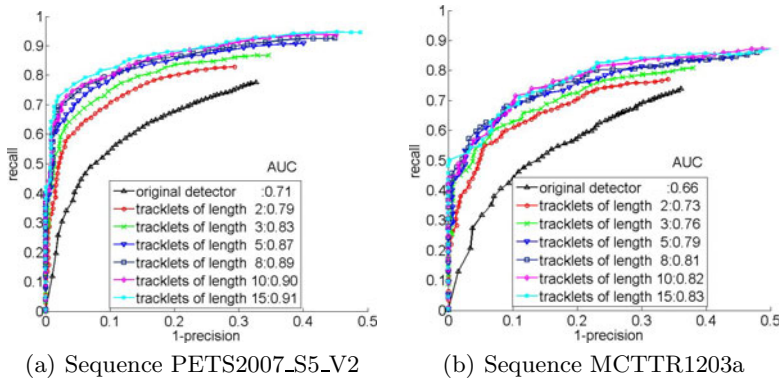 1
0.9
0.8
0.7
0.6
0.5
0.4
0.3
0.2
0.1
0
recall
AUC
original detector :0.71
tracklets of length 2:0.79
tracklets of length 3:0.83
tracklets of length 5:0.87
tracklets of length 8:0.89
tracklets of length 10:0.90
tracklets of length 15:0.91
0 0.1 0.2 0.3 0.4 0.5
1-precision
(a) Sequence PETS2007_S5_V2
1
0.9
0.8
0.7
0.6
0.5
0.4
0.3
0.2
0.1
0
recall
AUC
original detector :0.66
tracklets of length 2:0.73
tracklets of length 3:0.76
tracklets of length 5:0.79
tracklets of length 8:0.81
tracklets of length 10:0.82
tracklets of length 15:0.83
0 0.1 0.2 0.3 0.4 0.5
1-precision
(b) Sequence MCTTR1203a